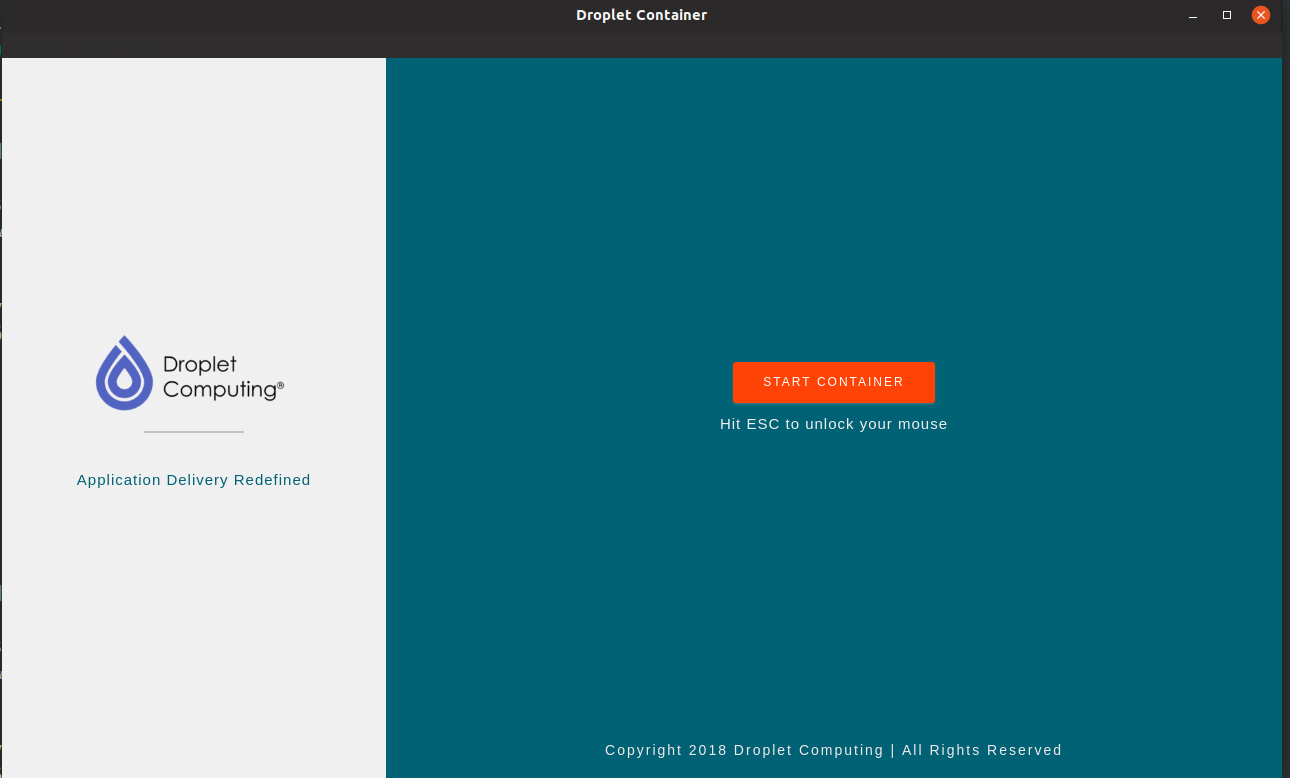 Droplet Container
Droplet
Computing®
Application Delivery Redefined
START CONTAINER
Hit ESC to unlock your mouse
Copyright 2018 Droplet Computing | All Rights Reserved